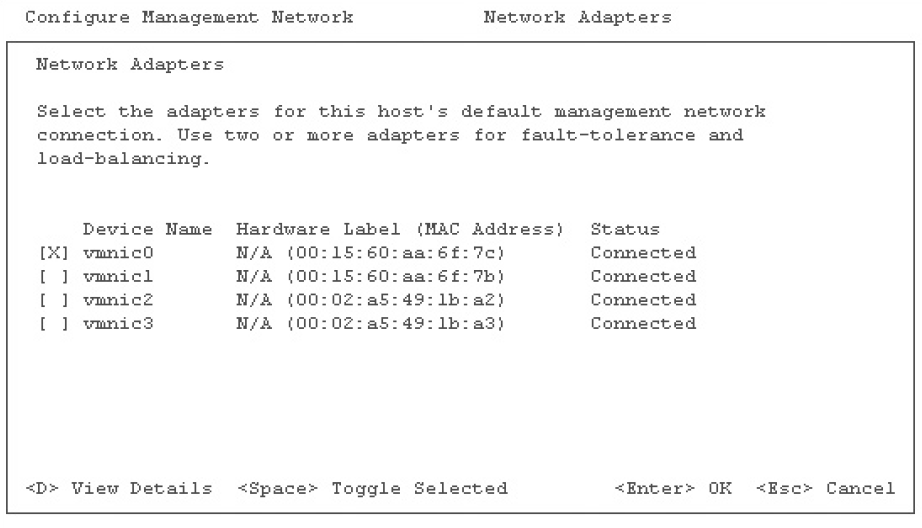 Configure Management Network Network Adapters
Network Adapters
Select the adapters for this host's default management network
connection. Use two or more adapters for fault-tolerance and
load-balancing.
Device Name Hardware Label (MAC Address) Status
[X] vmnic0 N/A (00:15:60:aa:6f:7c) Connected
[ ] vmnic1 N/A (00:15:60:aa:6f:7b) Connected
[ ] vmnic2 N/A (00:02:a5:49:1b:a2) Connected
[ ] vmnic3 N/A (00:02:a5:49:1b:a3) Connected
<D> View Details <Space> Toggle Selected <Enter> OK <Esc> Cancel